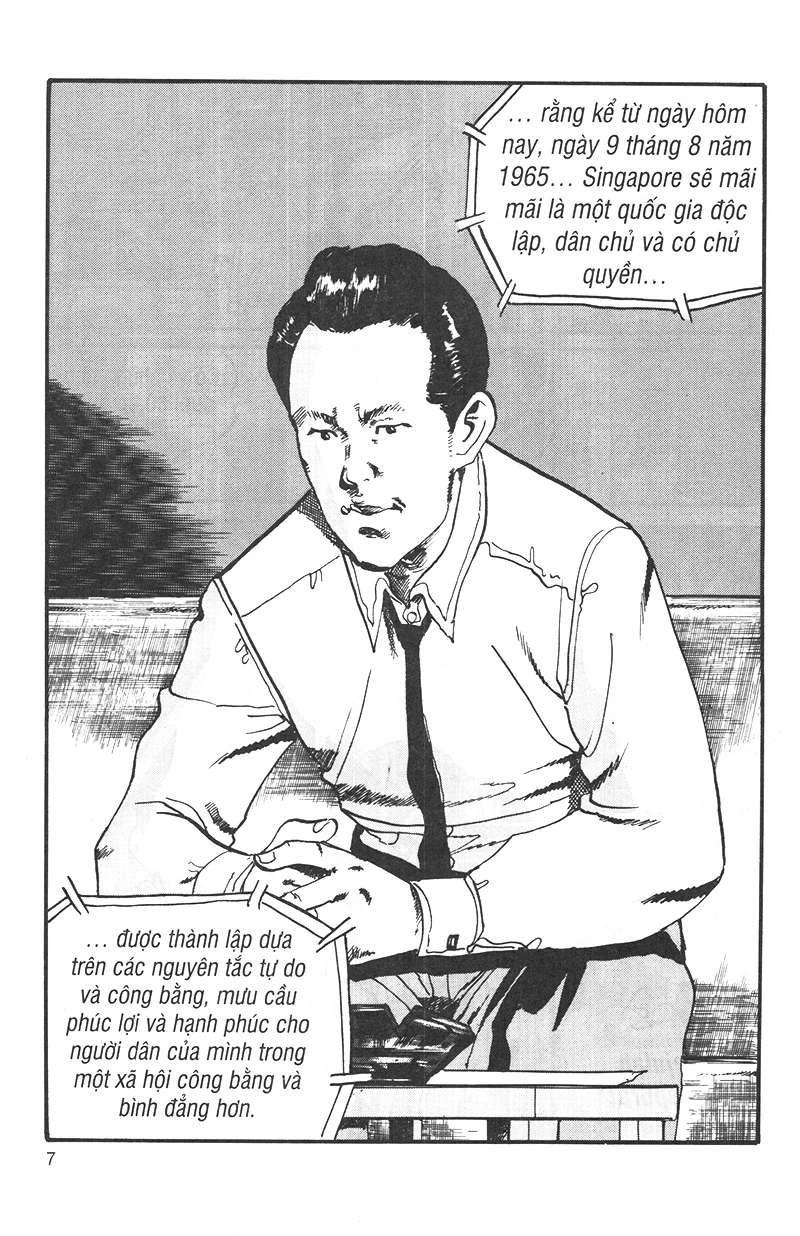 ... rằng kể từ ngày hôm
nay, ngày 9 tháng 8 năm
1965... Singapore sẽ mãi
mãi là một quốc gia độc
lập, dân chủ và có chủ
quyền...
... được thành lập dựa
trên các nguyên tắc tự do
và công bằng, mưu cầu
phúc lợi và hạnh phúc cho
người dân của mình trong
một xã hội công bằng và
bình đẳng hơn.
7